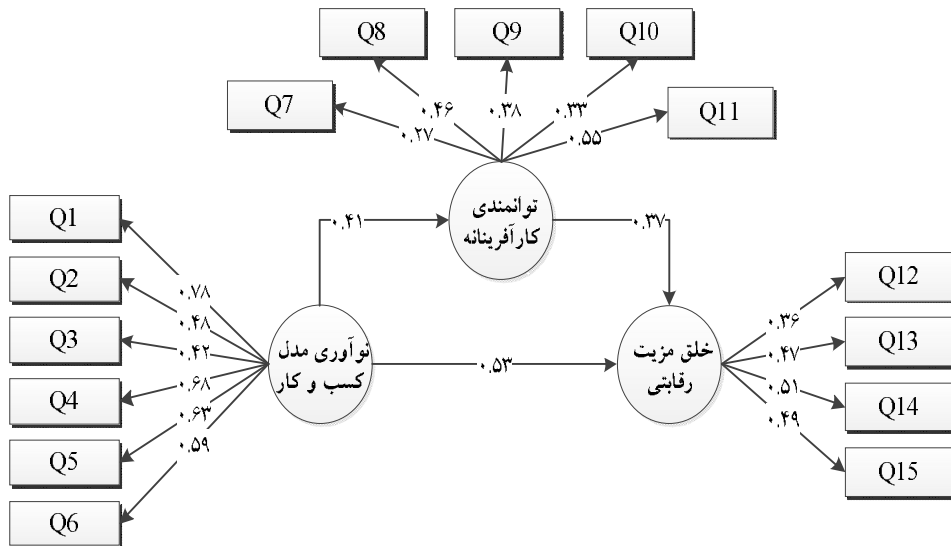 Q8
Q9
Q10
Q7
Q11
۰.۴۶
۰.۳۸
۰.۳۳
۰.۲۷
۰.۵۵
توانمندی
کارآفرینانه
۰.۴۱
۰.۳۷
Q1
Q2
Q3
Q4
Q5
Q6
۰.۷۸
۰.۴۸
۰.۴۲
۰.۶۸
۰.۶۳
۰.۵۹
نوآوری مدل
کسب و کار
۰.۵۳
خلق مزیت
رقابتی
۰.۳۶
۰.۴۷
۰.۵۱
۰.۴۹
Q12
Q13
Q14
Q15